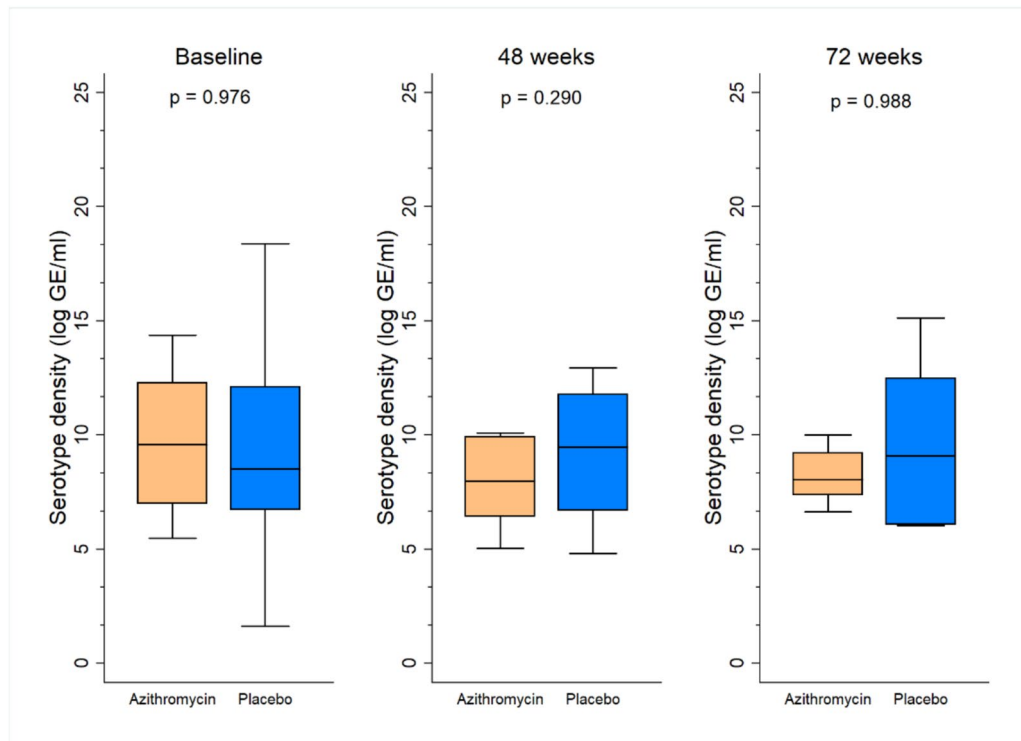 Baseline
p = 0.976
Serotype density (log GE/ml)
25
20
15
10
5
0
Azithromycin Placebo
48 weeks
p = 0.290
Serotype density (log GE/ml)
25
20
15
10
5
0
Azithromycin Placebo
72 weeks
p = 0.988
Serotype density (log GE/ml)
25
20
15
10
5
0
Azithromycin Placebo